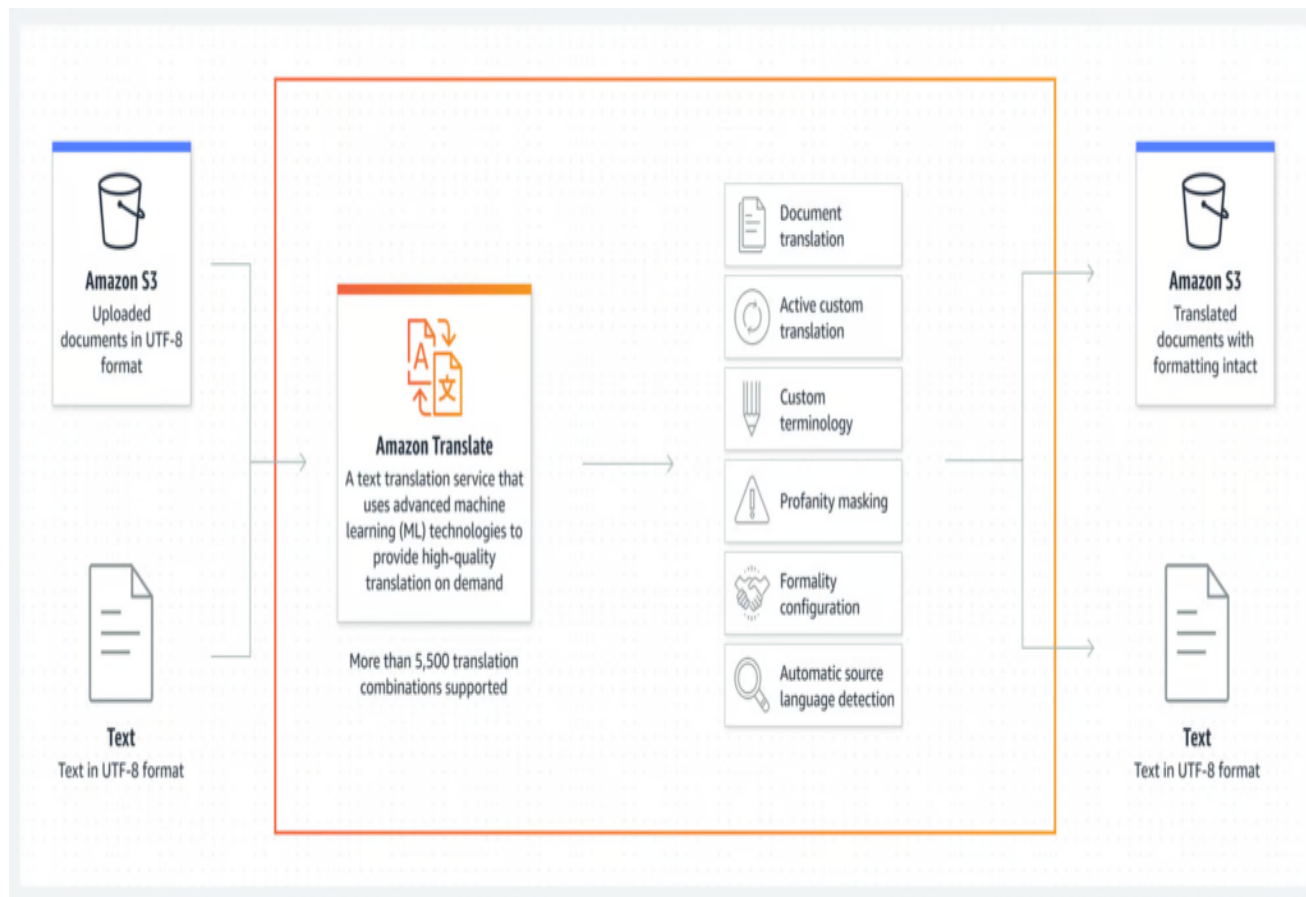 Amazon S3
Uploaded
documents in UTF-8
format
Text
Text in UTF-8 format
Amazon Translate
A text translation service that
uses advanced machine
learning (ML) technologies to
provide high-quality
translation on demand
More than 5,500 translation
combinations supported
Document
translation
Active custom
translation
Custom
terminology
Profanity masking
Formality
configuration
Automatic source
language detection
Amazon S3
Translated
documents with
formatting intact
Text
Text in UTF-8 format